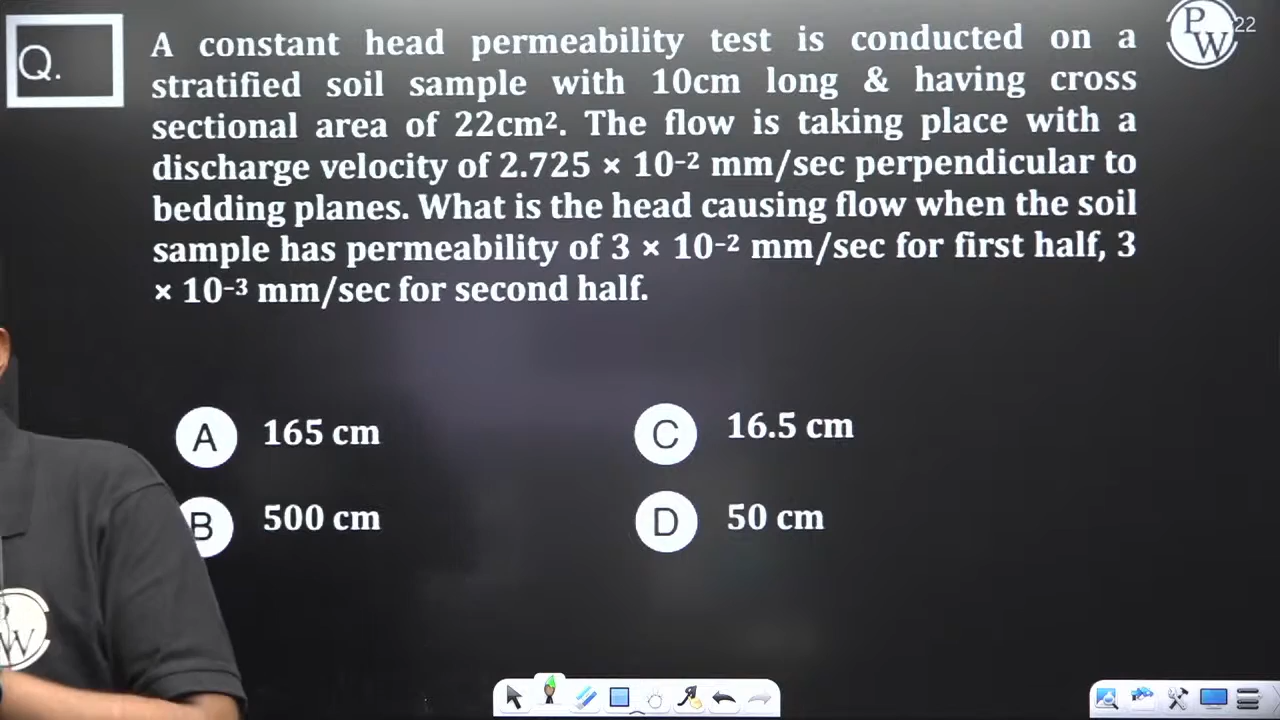 Q.
A constant head permeability test is conducted on a
stratified soil sample with 10cm long & having cross
sectional area of 22cm². The flow is taking place with a
discharge velocity of 2.725 × 10⁻² mm/sec perpendicular to
bedding planes. What is the head causing flow when the soil
sample has permeability of 3 × 10⁻² mm/sec for first half, 3
× 10⁻³ mm/sec for second half.
A 165 cm
C 16.5 cm
B 500 cm
D 50 cm
PW
22
W